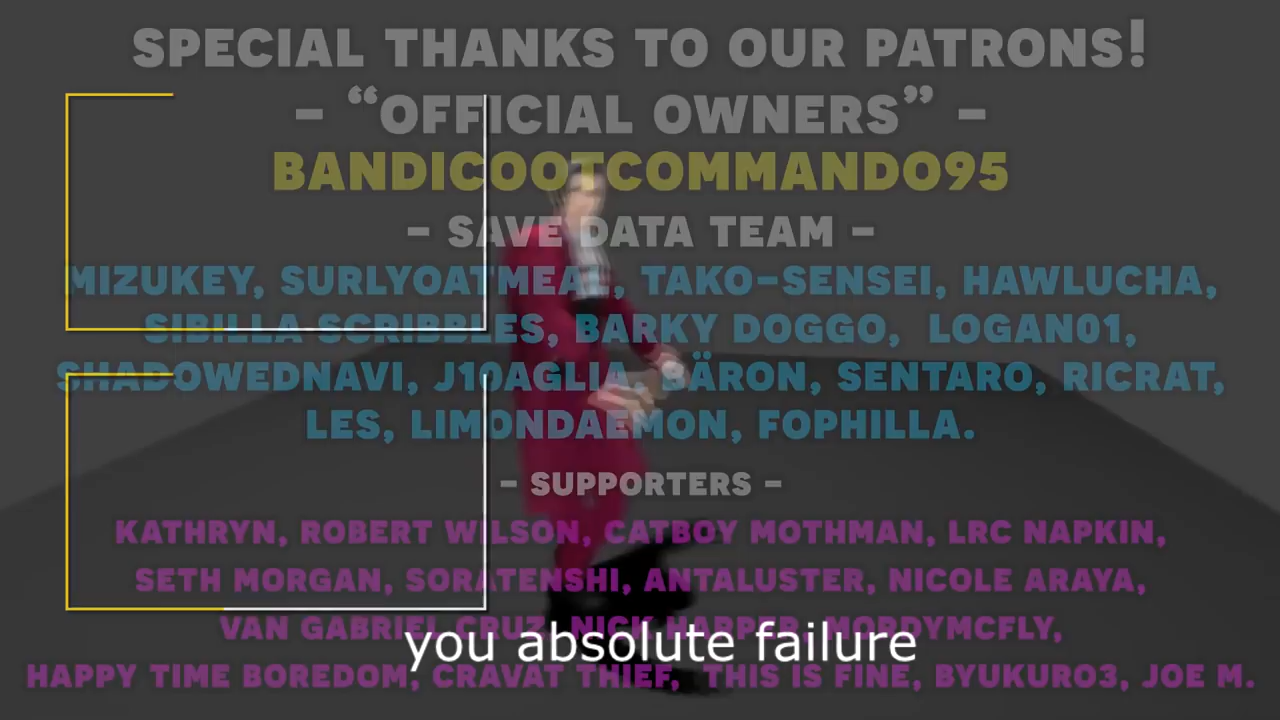 SPECIAL THANKS TO OUR PATRONS!
– “OFFICIAL OWNERS” –
BANDICOOTCOMMANDO95
– SAVE DATA TEAM –
MIZUKEY, SURLYOATMEAL, TAKO-SENSEI, HAWLUCHA,
SIBILLA SCRIBBLES, BARKY DOGGO, LOGAN01,
SHADOWEDNAVI, J10AGLIA, BÄRON, SENTARO, RICRAT,
LES, LIMONDAEMON, FOPHILLA.
– SUPPORTERS –
KATHRYN, ROBERT WILSON, CATBOY MOTHMAN, LRC NAPKIN,
SETH MORGAN, SORATENSHI, ANTALUSTER, NICOLE ARAYA,
VAN GABRIEL CRUZ, NICK HARPER, MORDYMCFLY,
you absolute failure
HAPPY TIME BOREDOM, CRAVAT THIEF, THIS IS FINE, BYUKURO3, JOE M.